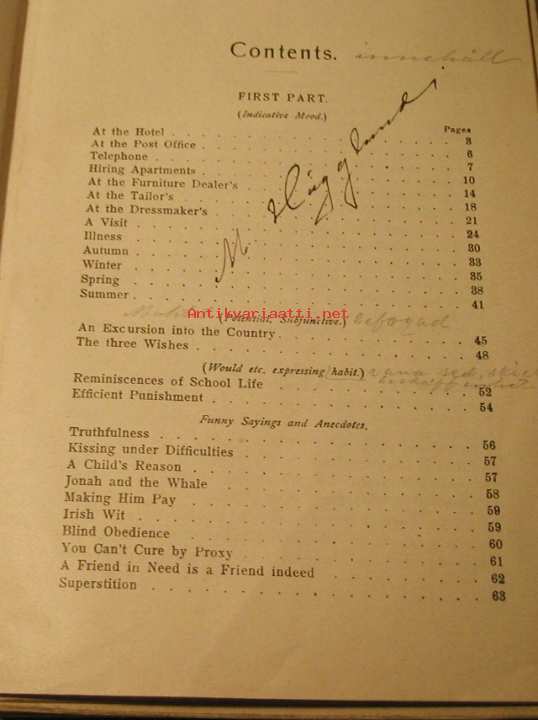 Contents. innehåll
FIRST PART.
(Indicative Mood.)
Pages
At the Hotel 3
At the Post Office 6
Telephone 7
Hiring Apartments 10
At the Furniture Dealer's 14
At the Tailor's 18
At the Dressmaker's 21
A Visit 24
Illness 30
Autumn 33
Winter 35
Spring 38
Summer 41
Antikvariaatti.net
(Potential, Subjunctive.)
An Excursion into the Country 45
The three Wishes 48
(Would etc. expressing habit.)
Reminiscences of School Life 52
Efficient Punishment 54
Funny Sayings and Anecdotes.
Truthfulness 56
Kissing under Difficulties 57
A Child's Reason 57
Jonah and the Whale 58
Making Him Pay 59
Irish Wit 59
Blind Obedience 60
You Can't Cure by Proxy 61
A Friend in Need is a Friend indeed 62
Superstition 63